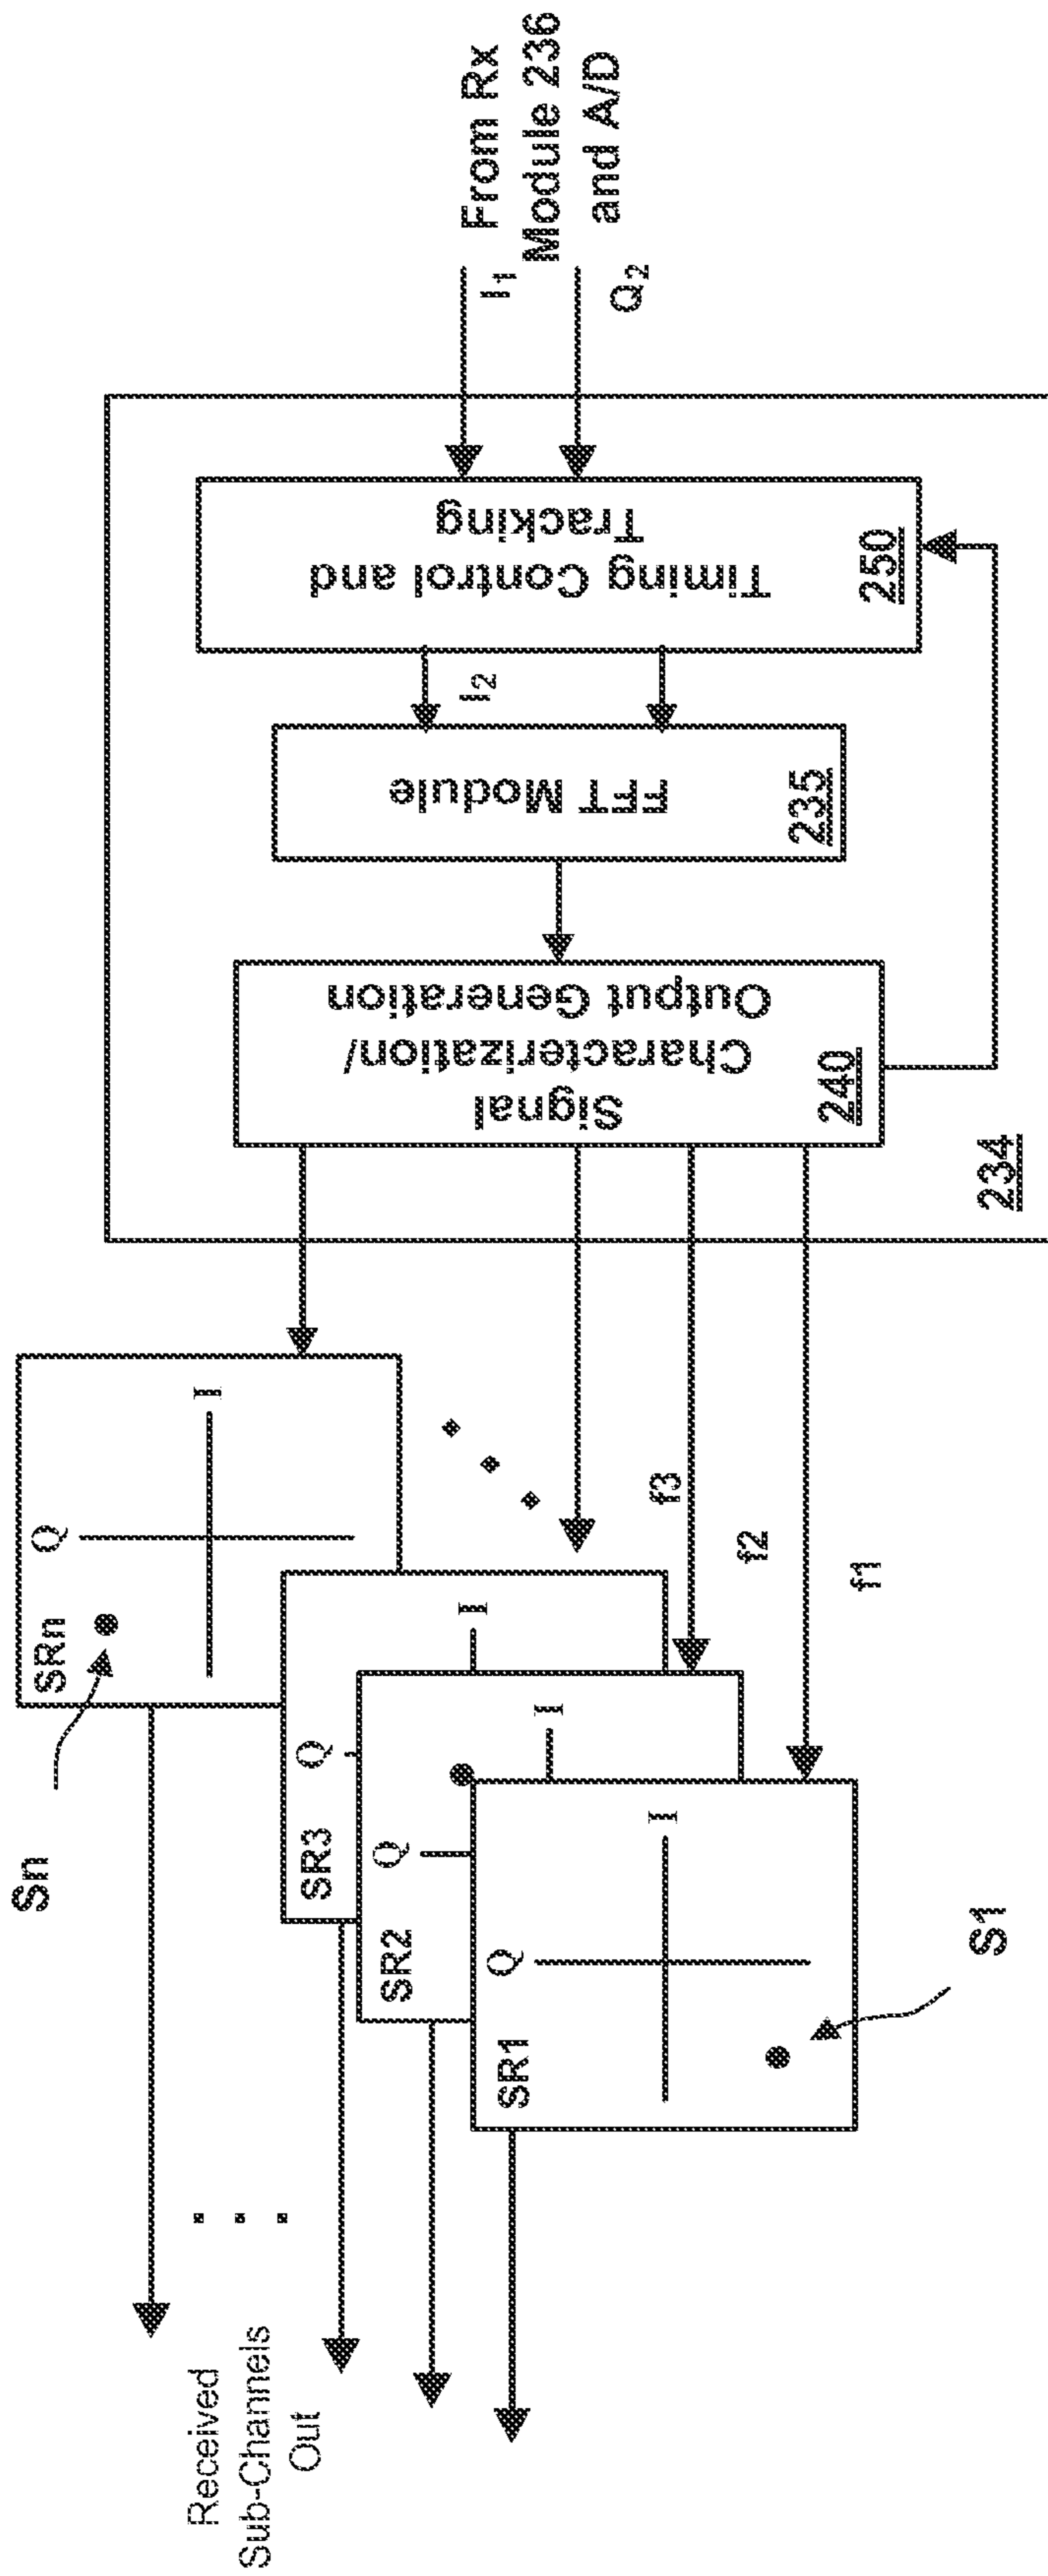 From Rx
Module 236
and A/D
I1
Q2
Timing Control and
Tracking
250
I2
FFT Module
235
Signal
Characterization/
Output Generation
240
234
f3
f2
f1
SRn
Q
I
Sn
SR3
Q
I
SR2
Q
I
SR1
Q
I
S1
Received
Sub-Channels
Out